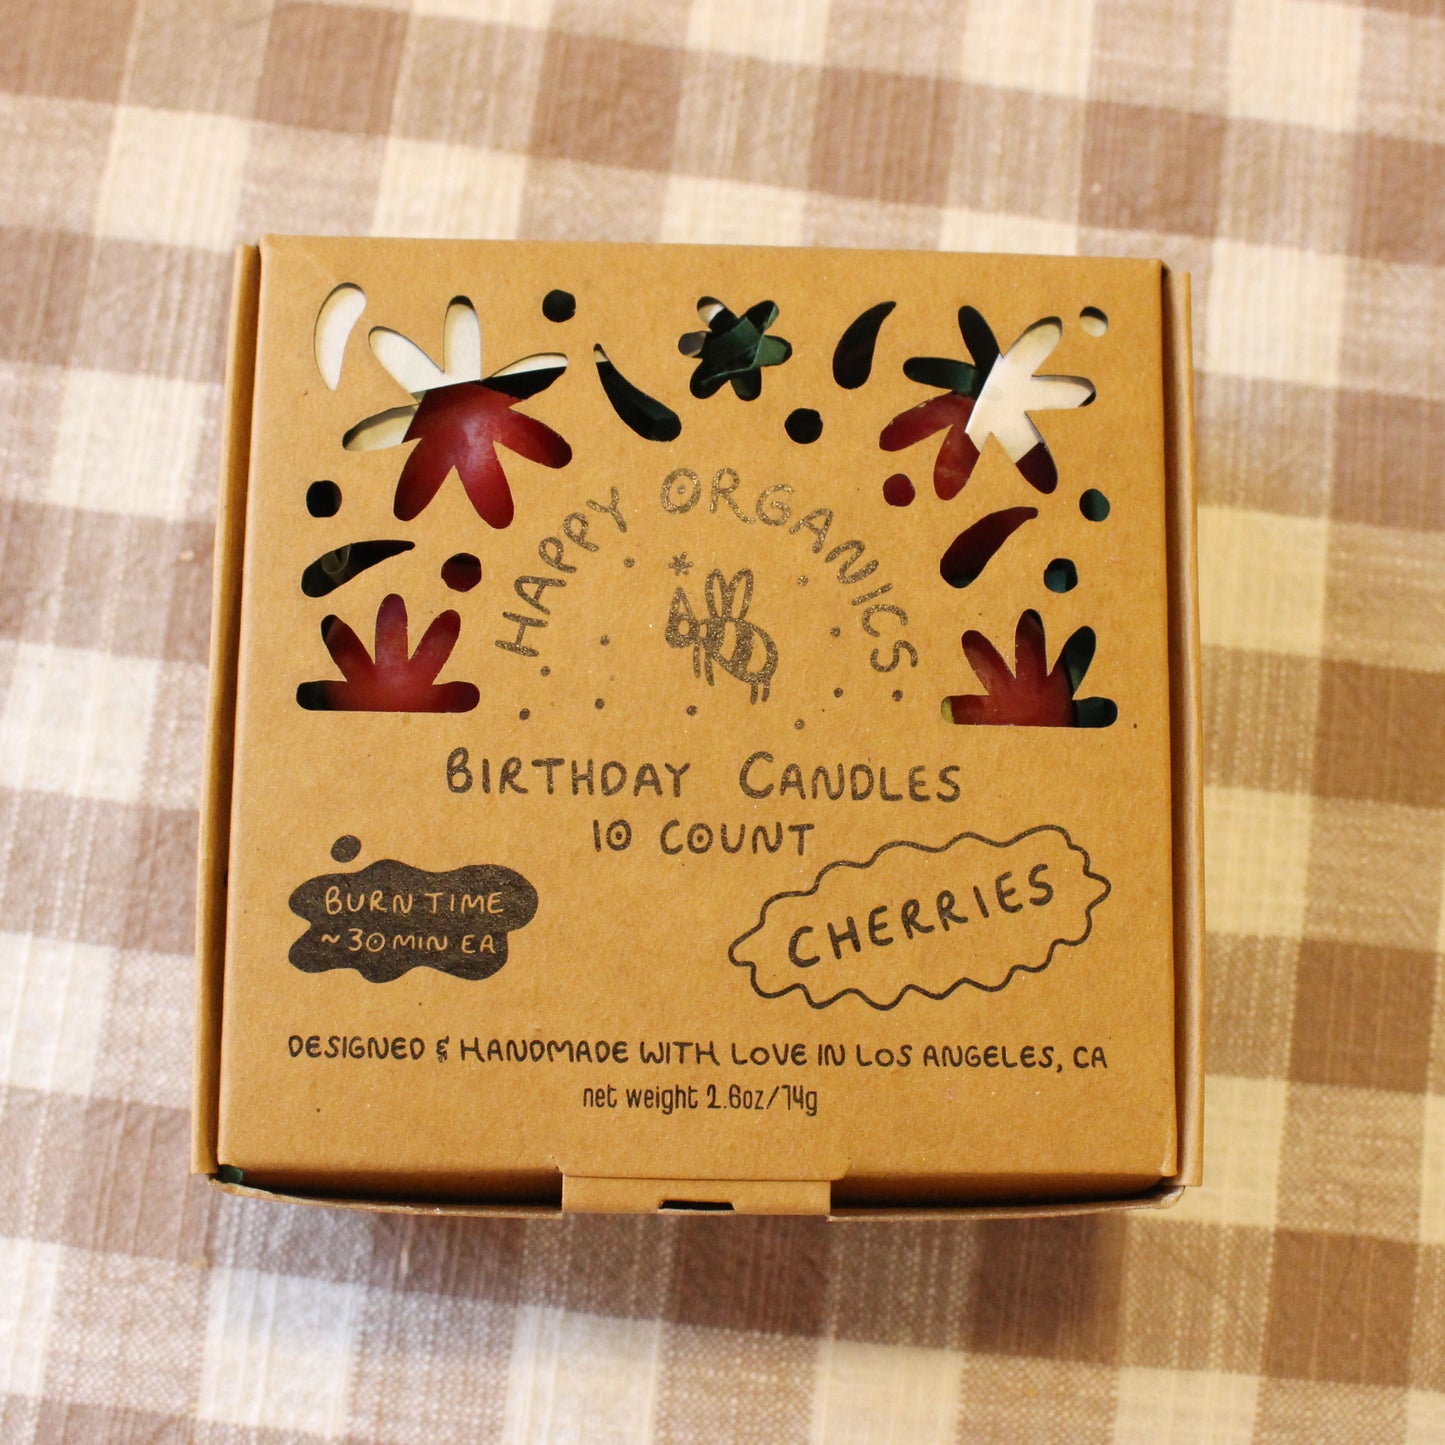 HAPPY ORGANICS
BIRTHDAY CANDLES
10 COUNT
BURN TIME
~30 MIN EA
CHERRIES
DESIGNED & HANDMADE WITH LOVE IN LOS ANGELES, CA
net weight 2.6oz/74g